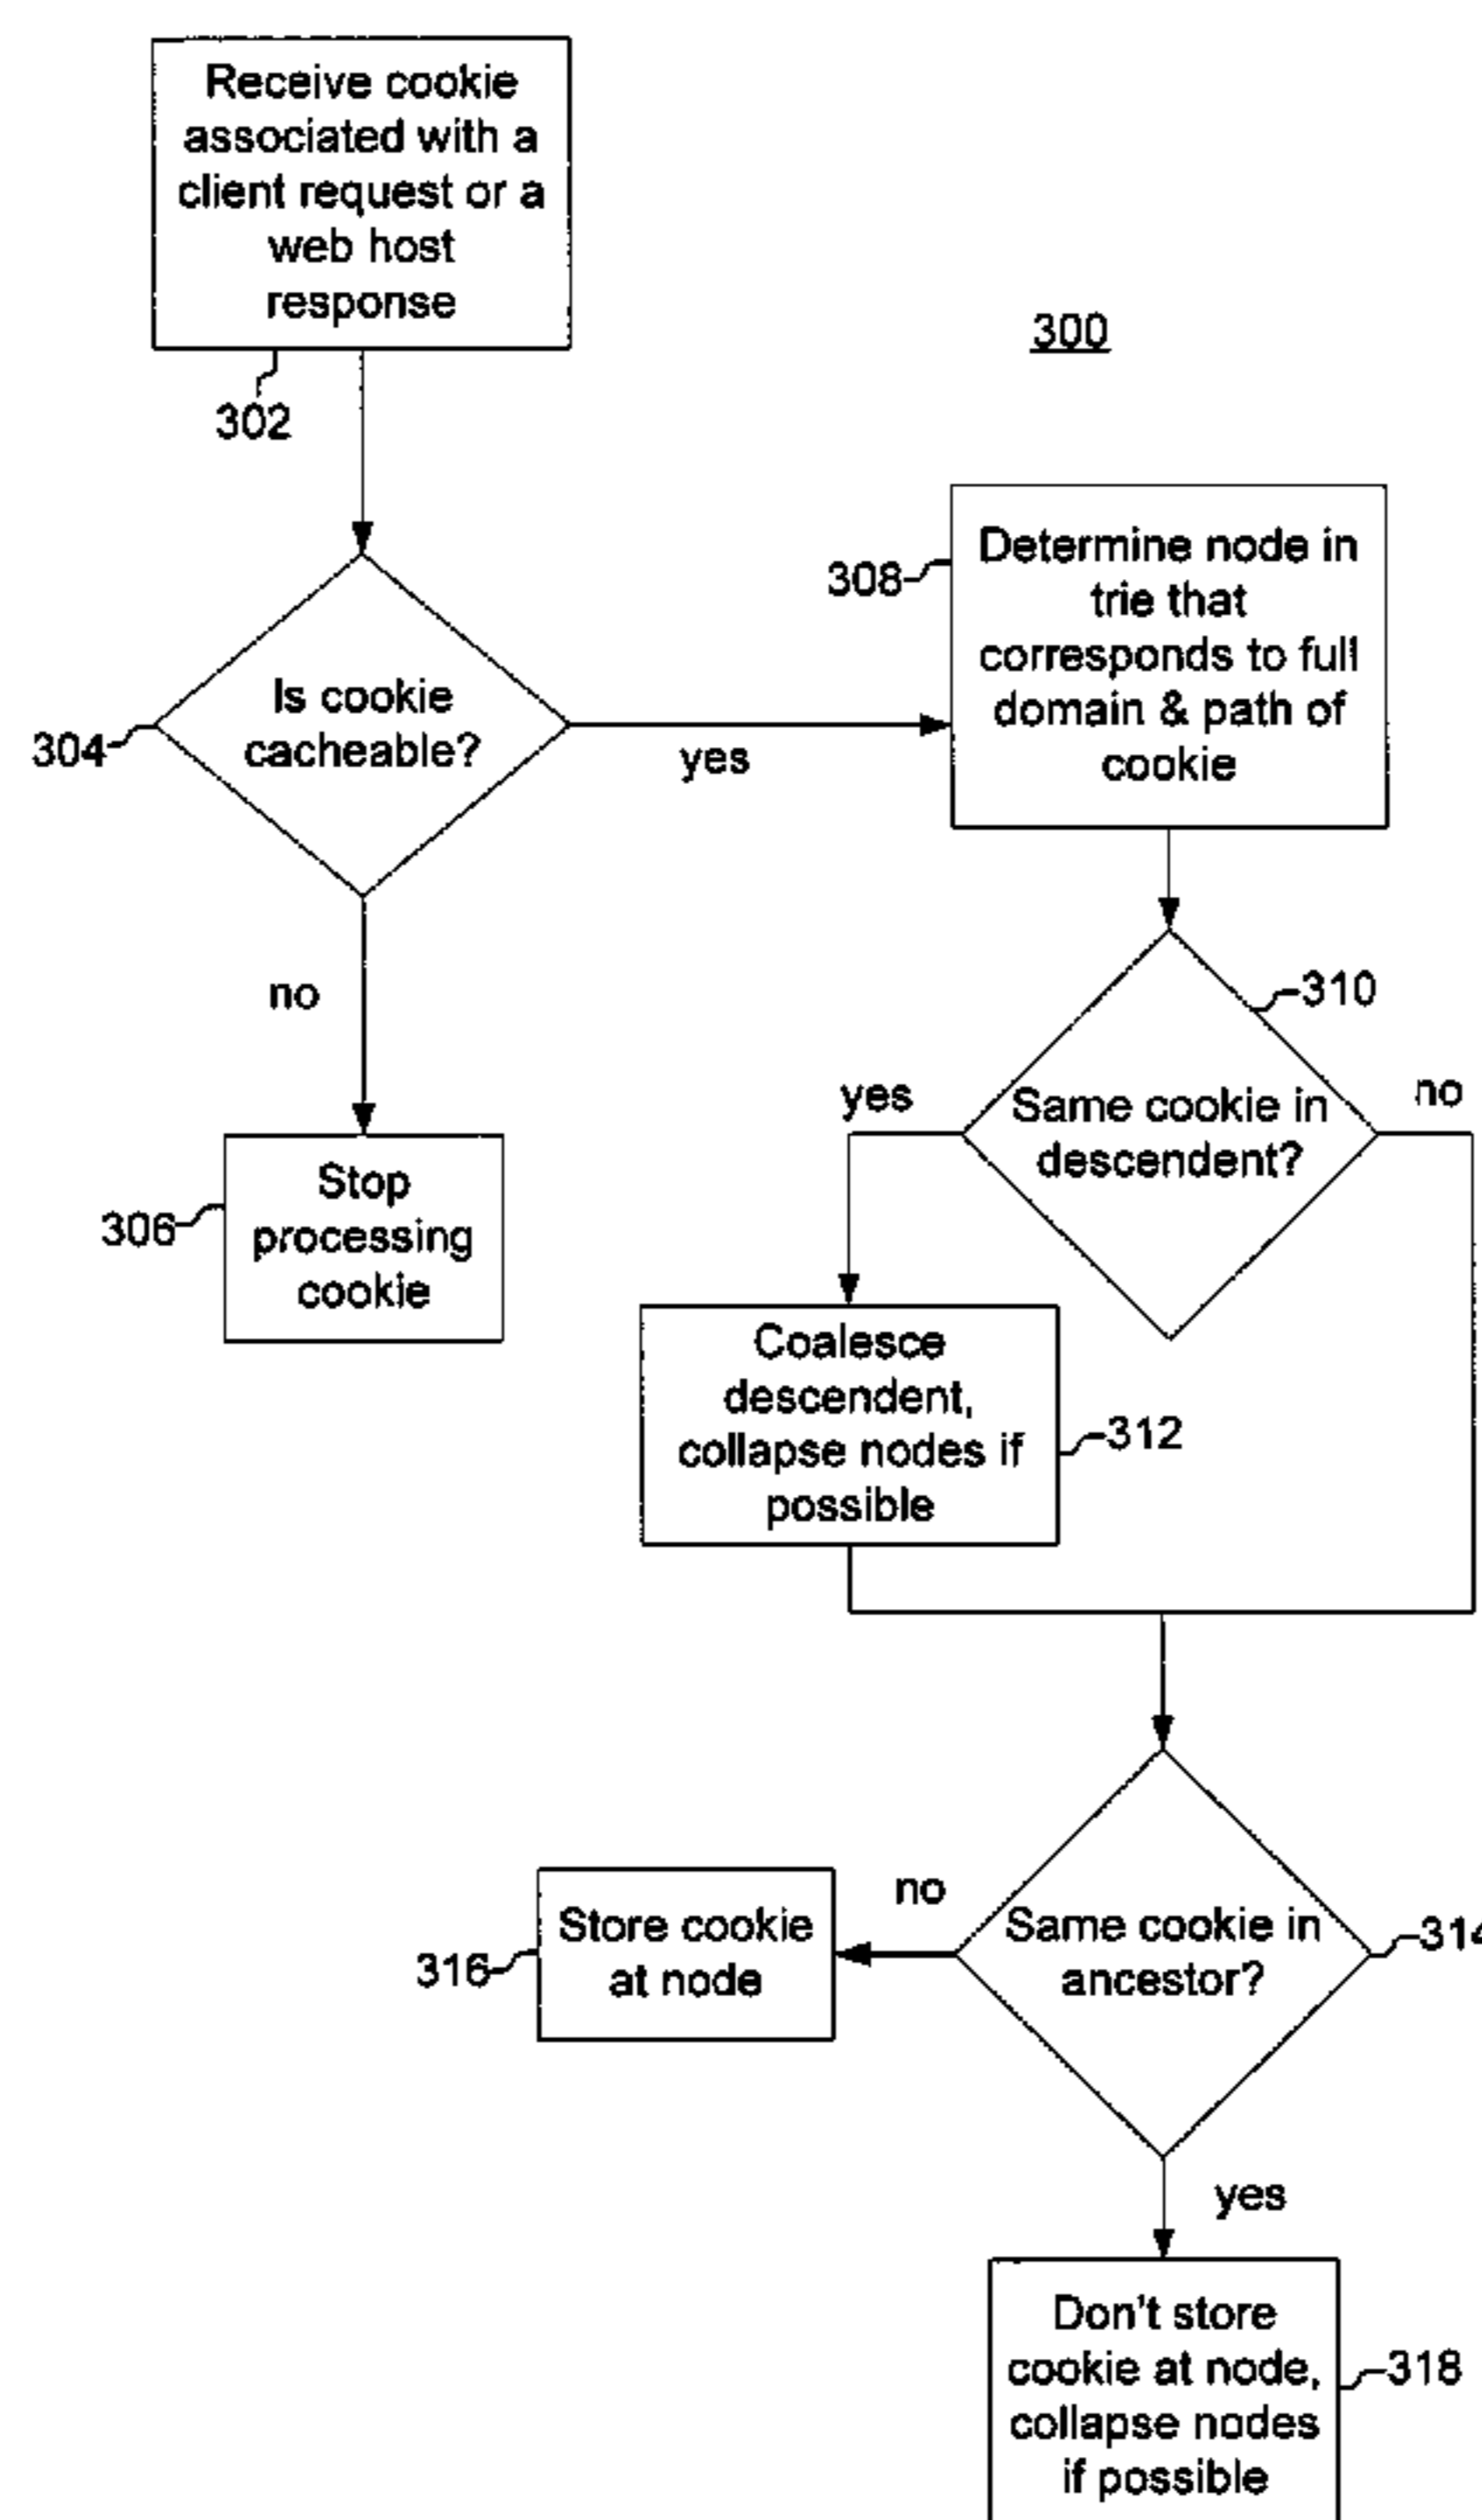 Receive cookie
associated with a
client request or a
web host
response
302
300
308
Determine node in
trie that
corresponds to full
domain & path of
cookie
304
Is cookie
cacheable?
yes
no
310
yes
Same cookie in
descendent?
no
306
Stop
processing
cookie
Coalesce
descendent,
collapse nodes if
possible
312
316
Store cookie
at node
no
Same cookie in
ancestor?
314
yes
Don't store
cookie at node,
collapse nodes
if possible
318